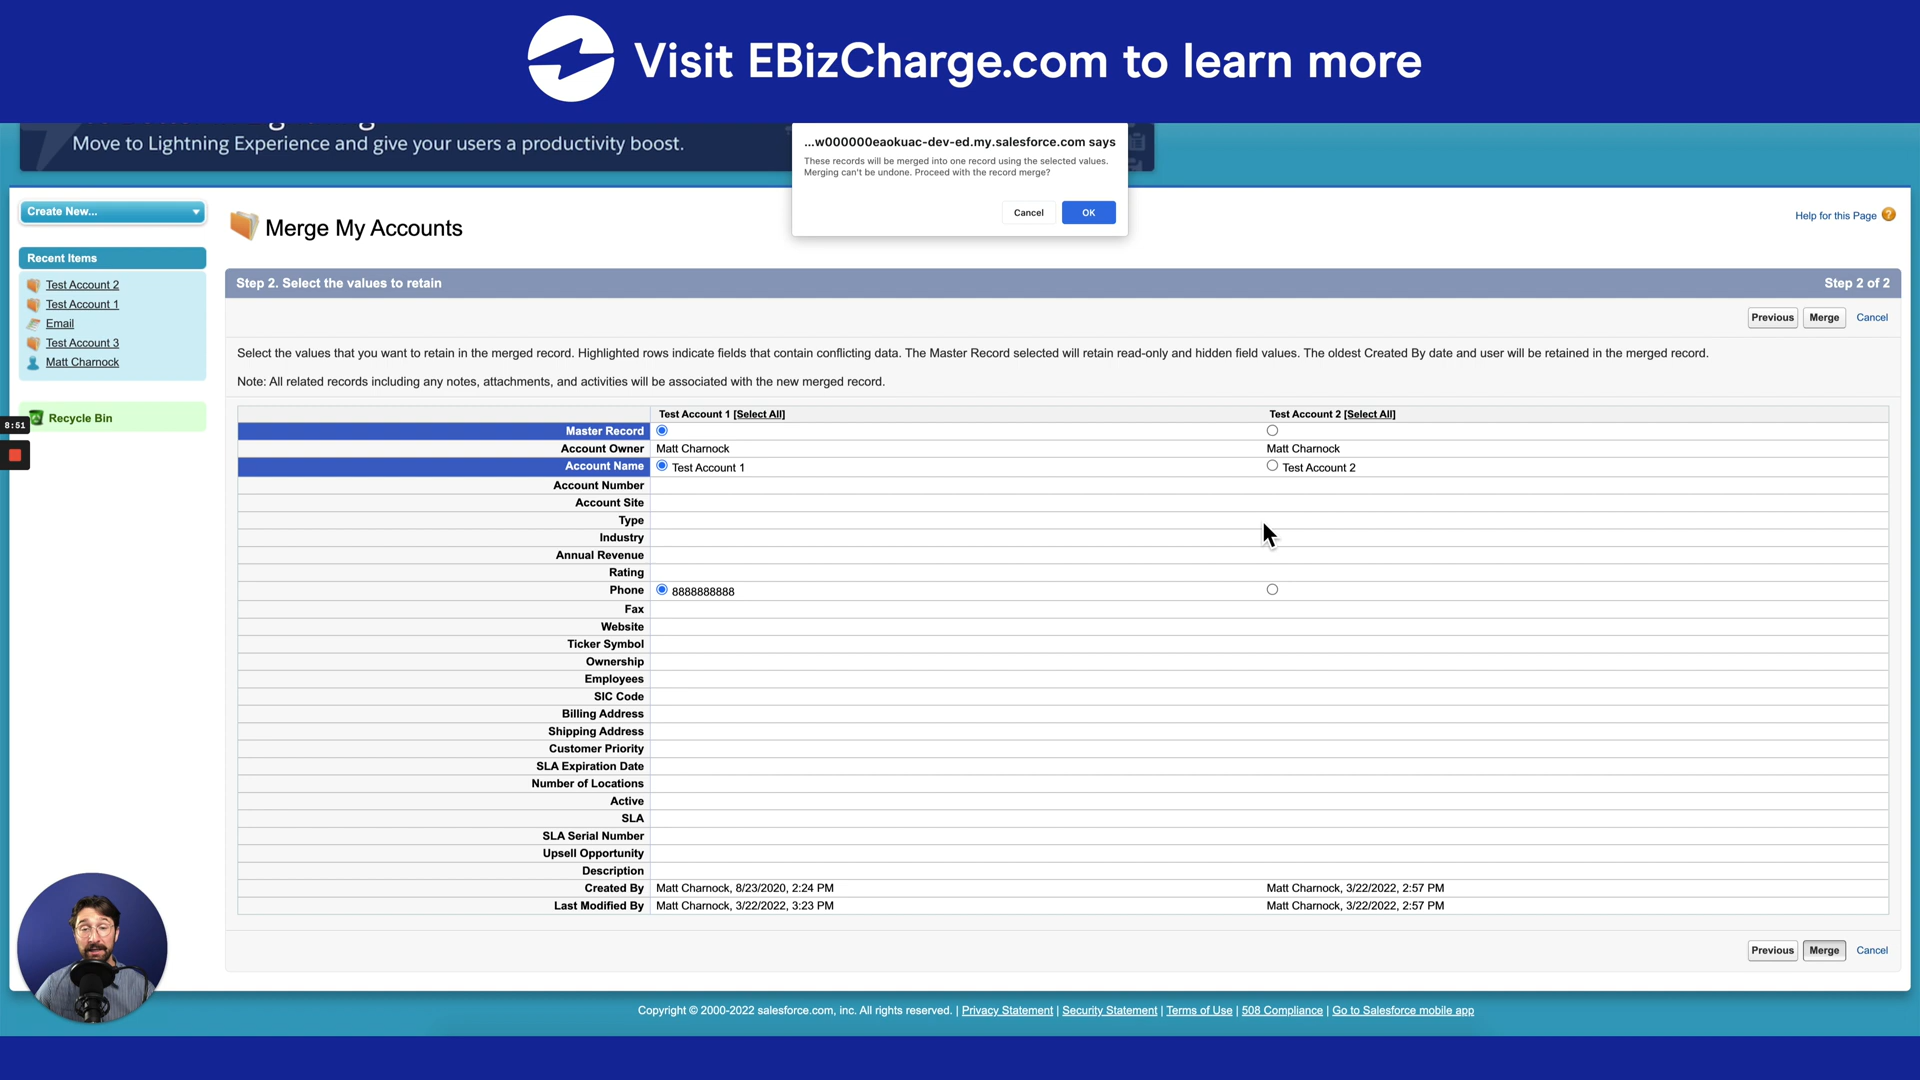 Visit EBizCharge.com to learn more
Move to Lightning Experience and give your users a productivity boost.
...w000000eaokuac-dev-ed.my.salesforce.com says
These records will be merged into one record using the selected values.
Merging can't be undone. Proceed with the record merge?
Cancel OK
Create New...
Merge My Accounts
Help for this Page ?
Recent Items
Test Account 2
Test Account 1
Email
Test Account 3
Matt Charnock
Recycle Bin
8:51
Step 2. Select the values to retain Step 2 of 2
Previous Merge Cancel
Select the values that you want to retain in the merged record. Highlighted rows indicate fields that contain conflicting data. The Master Record selected will retain read-only and hidden field values. The oldest Created By date and user will be retained in the merged record.
Note: All related records including any notes, attachments, and activities will be associated with the new merged record.
Test Account 1 [Select All] Test Account 2 [Select All]
Master Record
Account Owner Matt Charnock Matt Charnock
Account Name Test Account 1 Test Account 2
Account Number
Account Site
Type
Industry
Annual Revenue
Rating
Phone 8888888888
Fax
Website
Ticker Symbol
Ownership
Employees
SIC Code
Billing Address
Shipping Address
Customer Priority
SLA Expiration Date
Number of Locations
Active
SLA
SLA Serial Number
Upsell Opportunity
Description
Created By Matt Charnock, 8/23/2020, 2:24 PM Matt Charnock, 3/22/2022, 2:57 PM
Last Modified By Matt Charnock, 3/22/2022, 3:23 PM Matt Charnock, 3/22/2022, 2:57 PM
Previous Merge Cancel
Copyright © 2000-2022 salesforce.com, inc. All rights reserved. | Privacy Statement | Security Statement | Terms of Use | 508 Compliance | Go to Salesforce mobile app